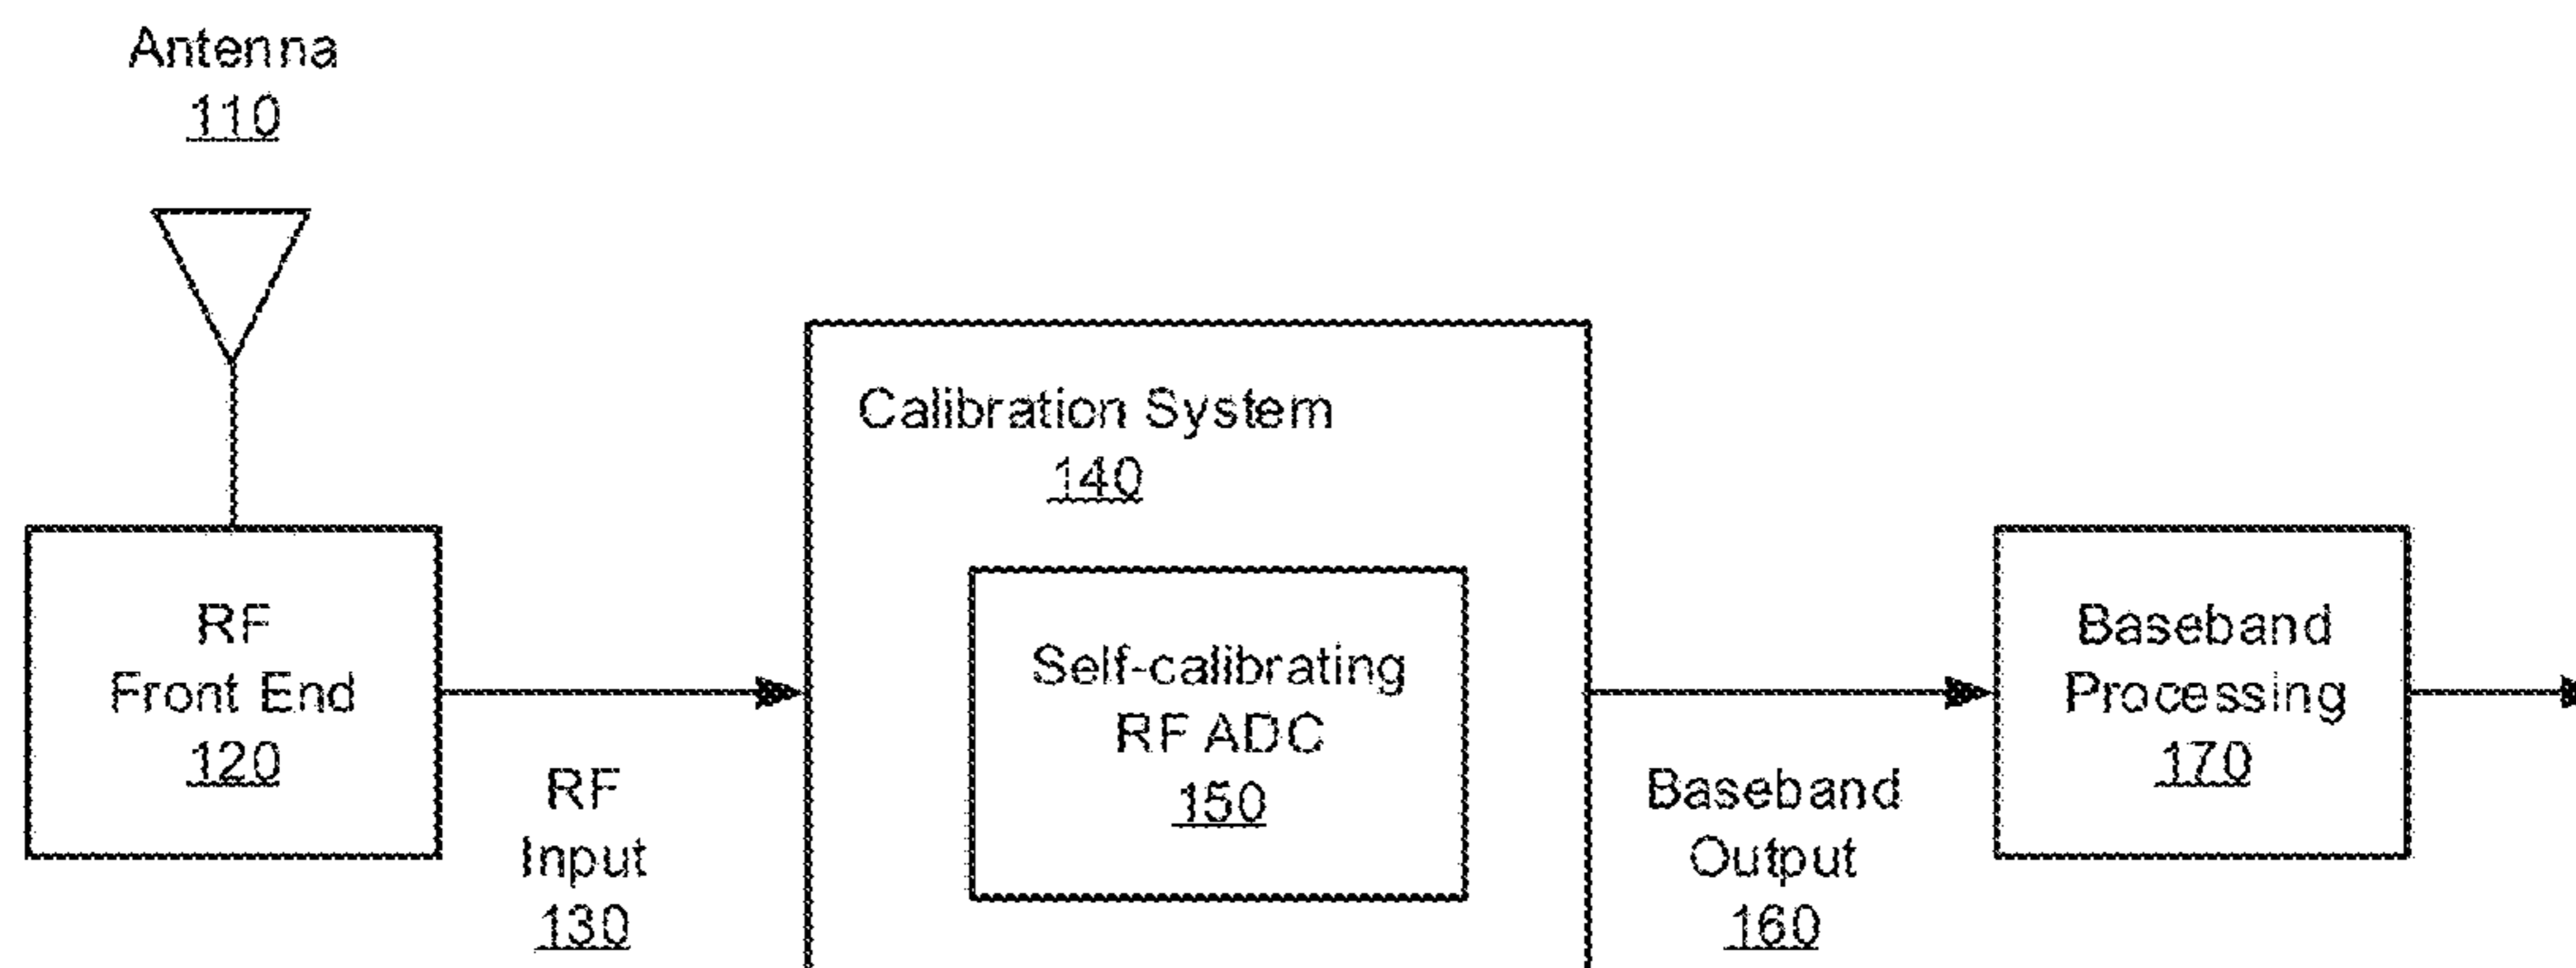 Antenna
110
RF
Front End
120
RF
Input
130
Calibration System
140
Self-calibrating
RF ADC
150
Baseband
Output
160
Baseband
Processing
170